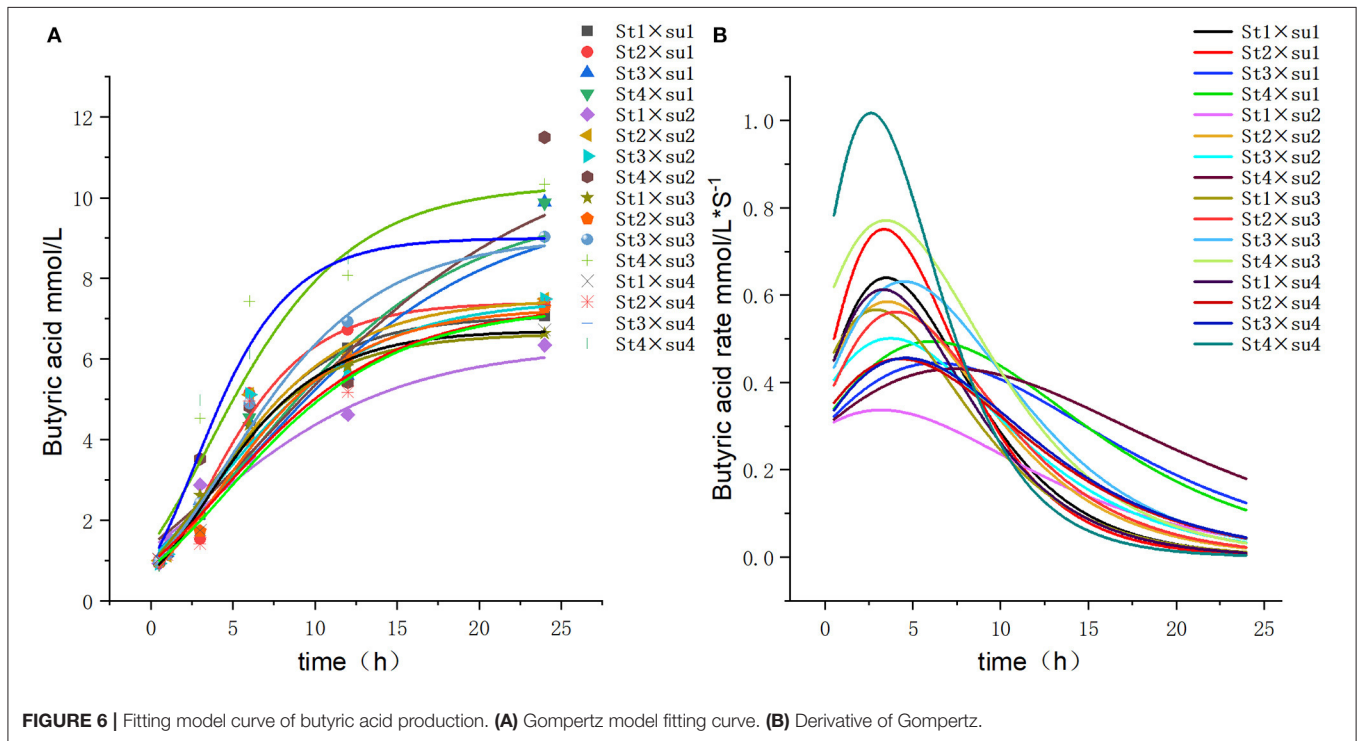 A
St1×su1
St2×su1
St3×su1
St4×su1
St1×su2
St2×su2
St3×su2
St4×su2
St1×su3
St2×su3
St3×su3
St4×su3
St1×su4
St2×su4
St3×su4
St4×su4
Butyric acid mmol/L
12
10
8
6
4
2
0
0 5 10 15 20 25
time（h）
B
St1×su1
St2×su1
St3×su1
St4×su1
St1×su2
St2×su2
St3×su2
St4×su2
St1×su3
St2×su3
St3×su3
St4×su3
St1×su4
St2×su4
St3×su4
St4×su4
Butyric acid rate mmol/L*S⁻¹
1.0
0.8
0.6
0.4
0.2
0.0
0 5 10 15 20 25
time（h）
FIGURE 6 | Fitting model curve of butyric acid production. (A) Gompertz model fitting curve. (B) Derivative of Gompertz.